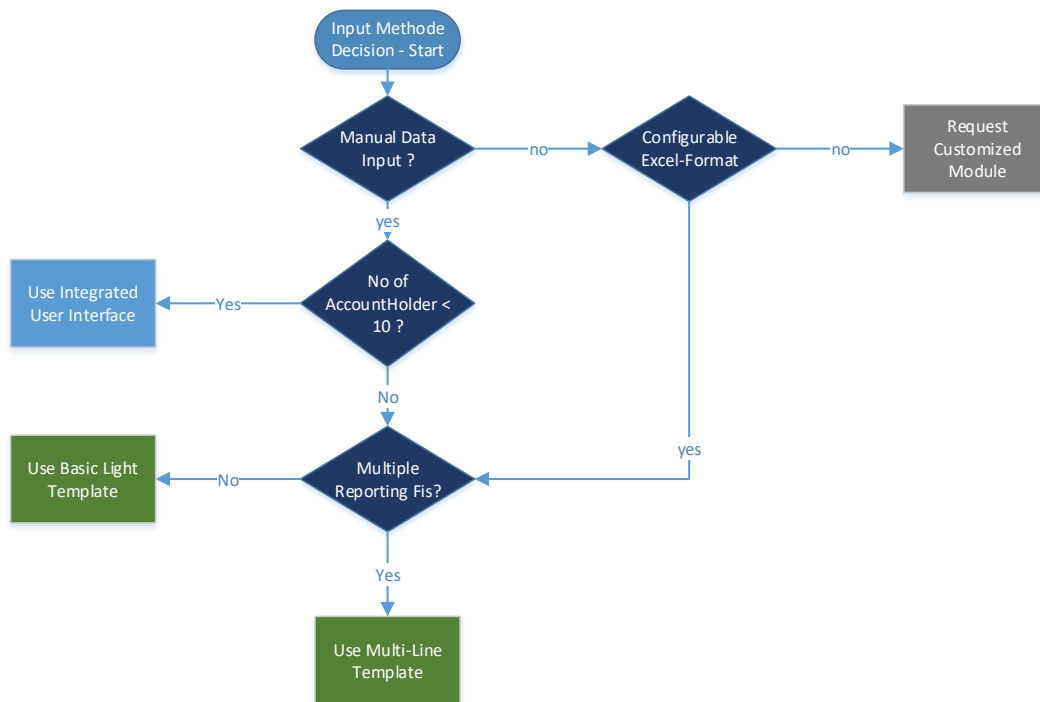 Input Methode
Decision - Start
Manual Data
Input ?
no
Configurable
Excel-Format
no
Request
Customized
Module
yes
No of
AccountHolder <
10 ?
Yes
Use Integrated
User Interface
No
yes
Multiple
Reporting Fis?
No
Use Basic Light
Template
Yes
Use Multi-Line
Template